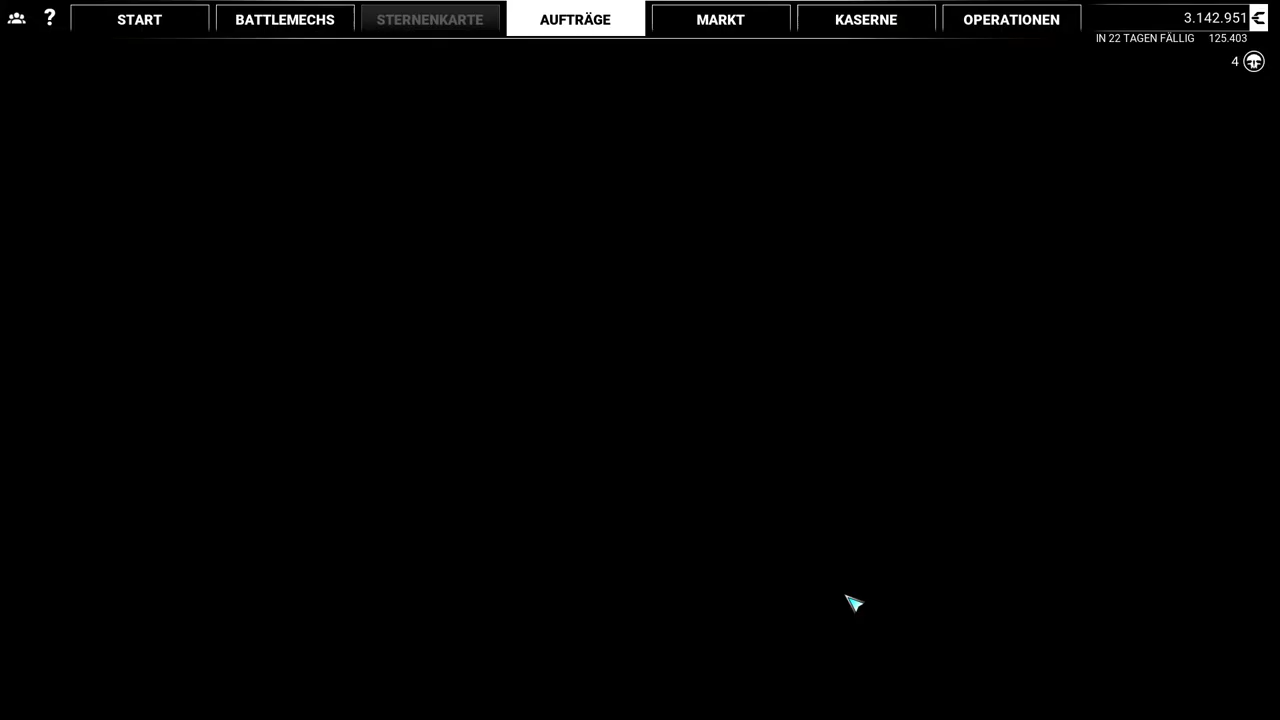 ? START BATTLEMECHS STERNENKARTE AUFTRÄGE MARKT KASERNE OPERATIONEN 3.142.951
IN 22 TAGEN FÄLLIG 125.403
4